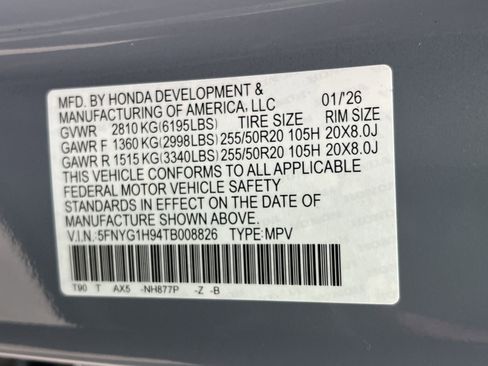 MFD. BY HONDA DEVELOPMENT &
MANUFACTURING OF AMERICA, LLC 01/'26
GVWR 2810 KG(6195LBS) TIRE SIZE RIM SIZE
GAWR F 1360 KG(2998LBS) 255/50R20 105H 20X8.0J
GAWR R 1515 KG(3340LBS) 255/50R20 105H 20X8.0J
THIS VEHICLE CONFORMS TO ALL APPLICABLE
FEDERAL MOTOR VEHICLE SAFETY
STANDARDS IN EFFECT ON THE DATE OF
MANUFACTURE SHOWN ABOVE.
V.I.N.:5FNYG1H94TB008826 TYPE:MPV
T90 T AX5 -NH877P -Z -B